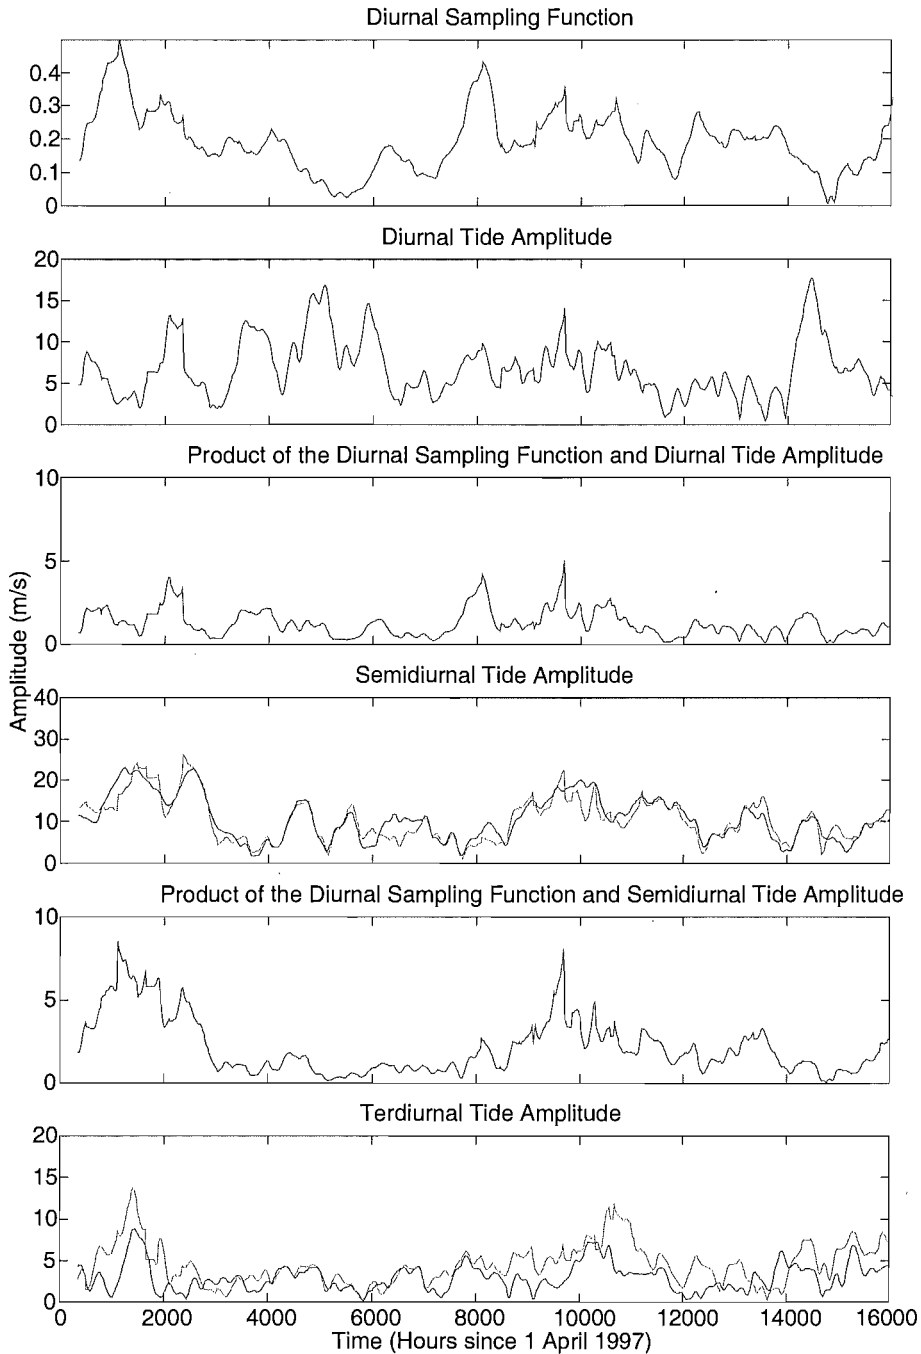 Diurnal Sampling Function
0.4
0.3
0.2
0.1
0
Diurnal Tide Amplitude
20
15
10
5
0
Product of the Diurnal Sampling Function and Diurnal Tide Amplitude
10
5
0
Amplitude (m/s)
Semidiurnal Tide Amplitude
40
30
20
10
0
Product of the Diurnal Sampling Function and Semidiurnal Tide Amplitude
10
5
0
Terdiurnal Tide Amplitude
20
15
10
5
0
0 2000 4000 6000 8000 10000 12000 14000 16000
Time (Hours since 1 April 1997)